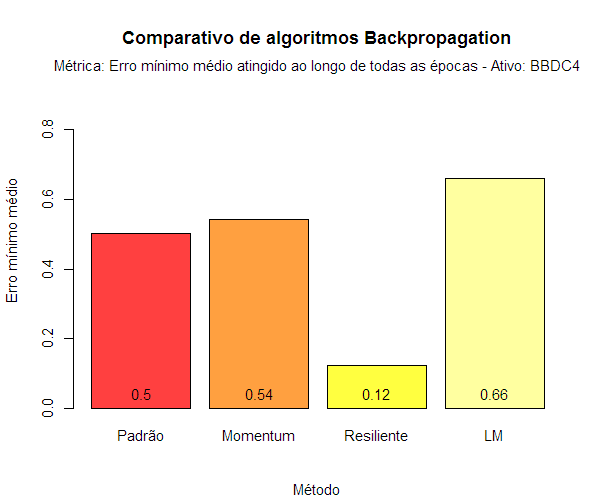 Comparativo de algoritmos Backpropagation
Métrica: Erro mínimo médio atingido ao longo de todas as épocas - Ativo: BBDC4
Erro mínimo médio
0.8
0.6
0.4
0.2
0.0
0.5
0.54
0.12
0.66
Padrão
Momentum
Resiliente
LM
Método